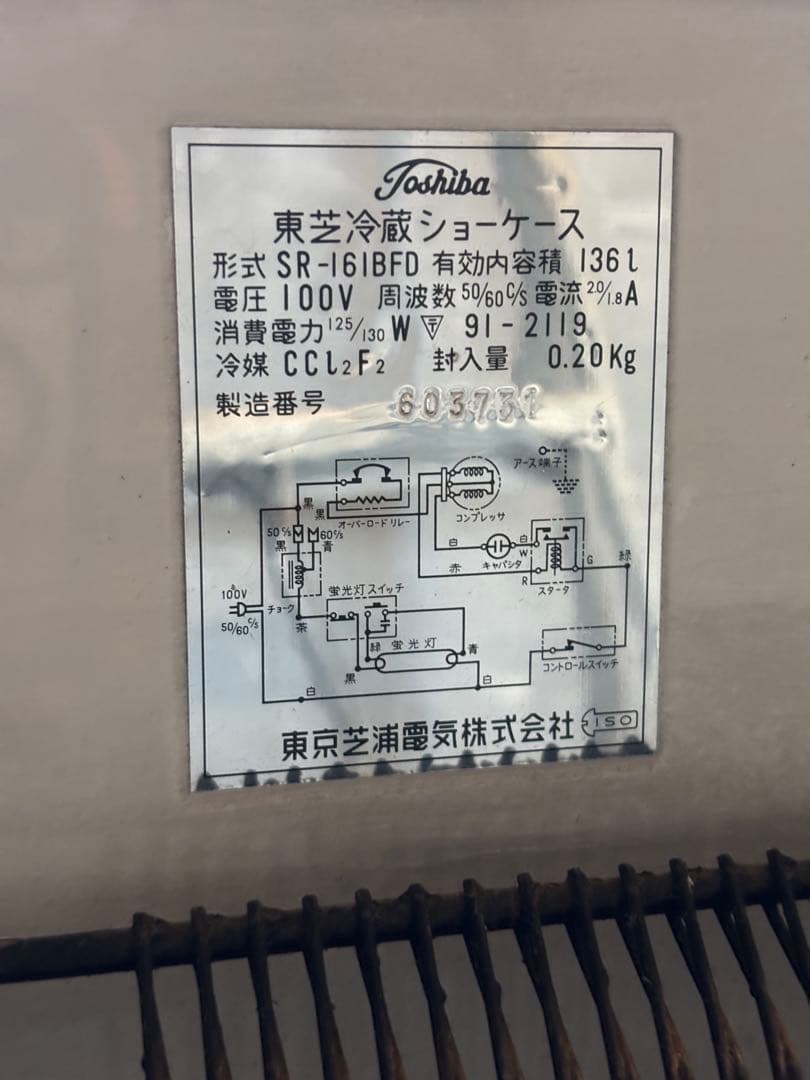 Toshiba
東芝冷蔵ショーケース
形式 SR-161BFD 有効内容積 136l
電圧 100V 周波数 50/60 C/S 電流 2.0/1.8 A
消費電力 125/130 W 〒 91-2119
冷媒 CCl2F2 封入量 0.20Kg
製造番号 603731
アース端子
黒
黒
オーバーロードリレー
コンプレッサ
50C/S 60C/S
黒 青
白 白
W
キャパシタ
赤
R
G
緑
スタータ
100V
50/60 C/S
チョーク
茶
蛍光灯スイッチ
緑 蛍光灯 青
黒
コントロールスイッチ
白 白
東京芝浦電気株式会社 ISO